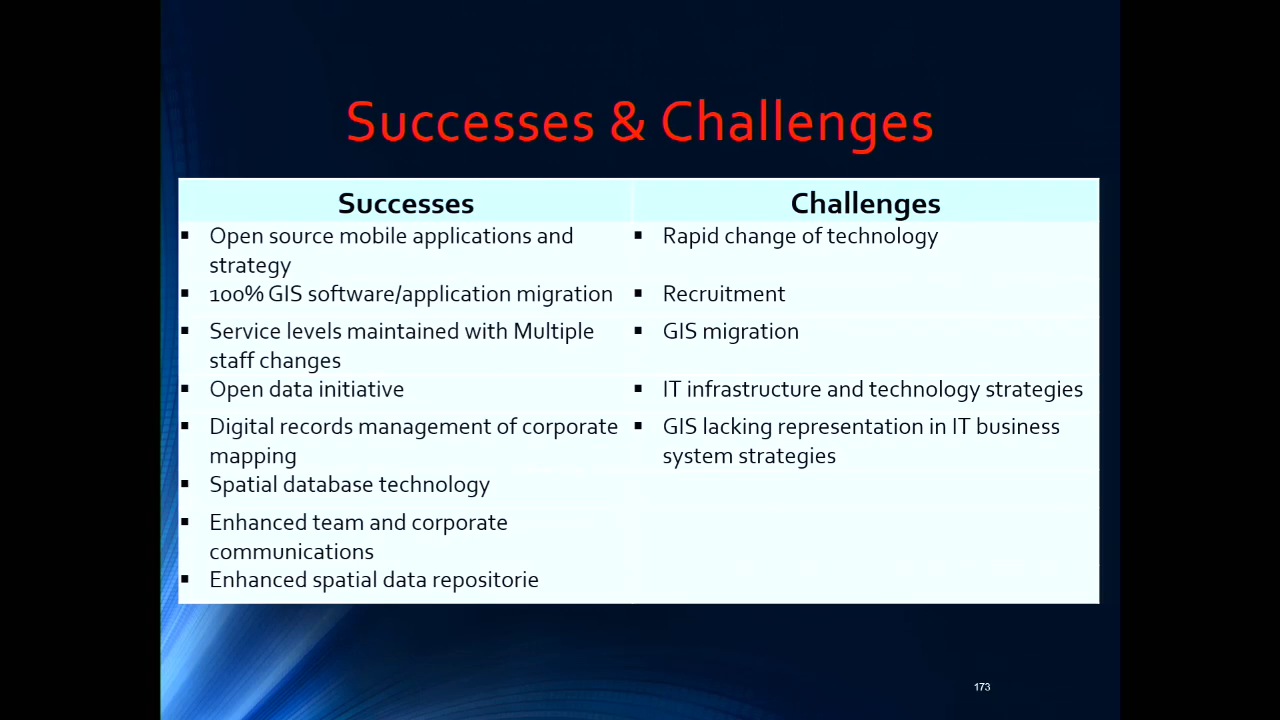 Successes & Challenges
Successes
Challenges
▪ Open source mobile applications and
strategy
▪ Rapid change of technology
▪ 100% GIS software/application migration
▪ Recruitment
▪ Service levels maintained with Multiple
staff changes
▪ GIS migration
▪ Open data initiative
▪ IT infrastructure and technology strategies
▪ Digital records management of corporate
mapping
▪ GIS lacking representation in IT business
system strategies
▪ Spatial database technology
▪ Enhanced team and corporate
communications
▪ Enhanced spatial data repositorie
173